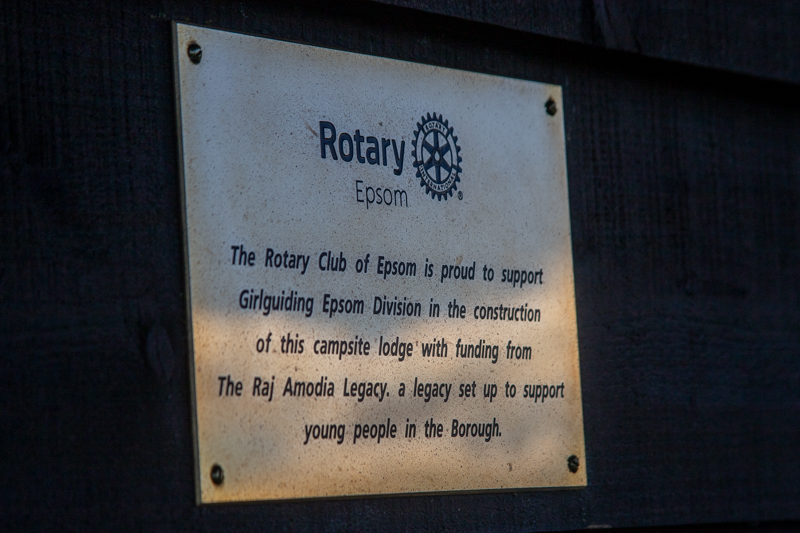 Rotary
Epsom
ROTARY
INTERNATIONAL
®
The Rotary Club of Epsom is proud to support
Girlguiding Epsom Division in the construction
of this campsite lodge with funding from
The Raj Amodia Legacy. a legacy set up to support
young people in the Borough.